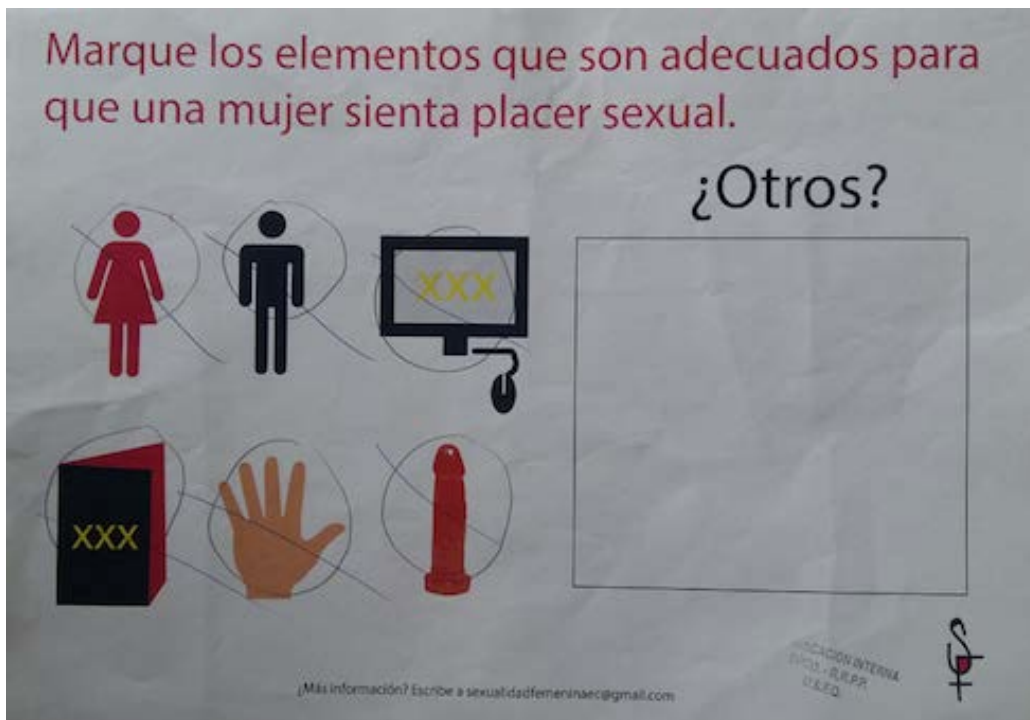 Marque los elementos que son adecuados para
que una mujer sienta placer sexual.
¿Otros?
XXX
XXX
¿Más información? Escribe a sexualidadfemeninaec@gmail.com
INTERNA
R.R.P.P.
U.S.F.Q.